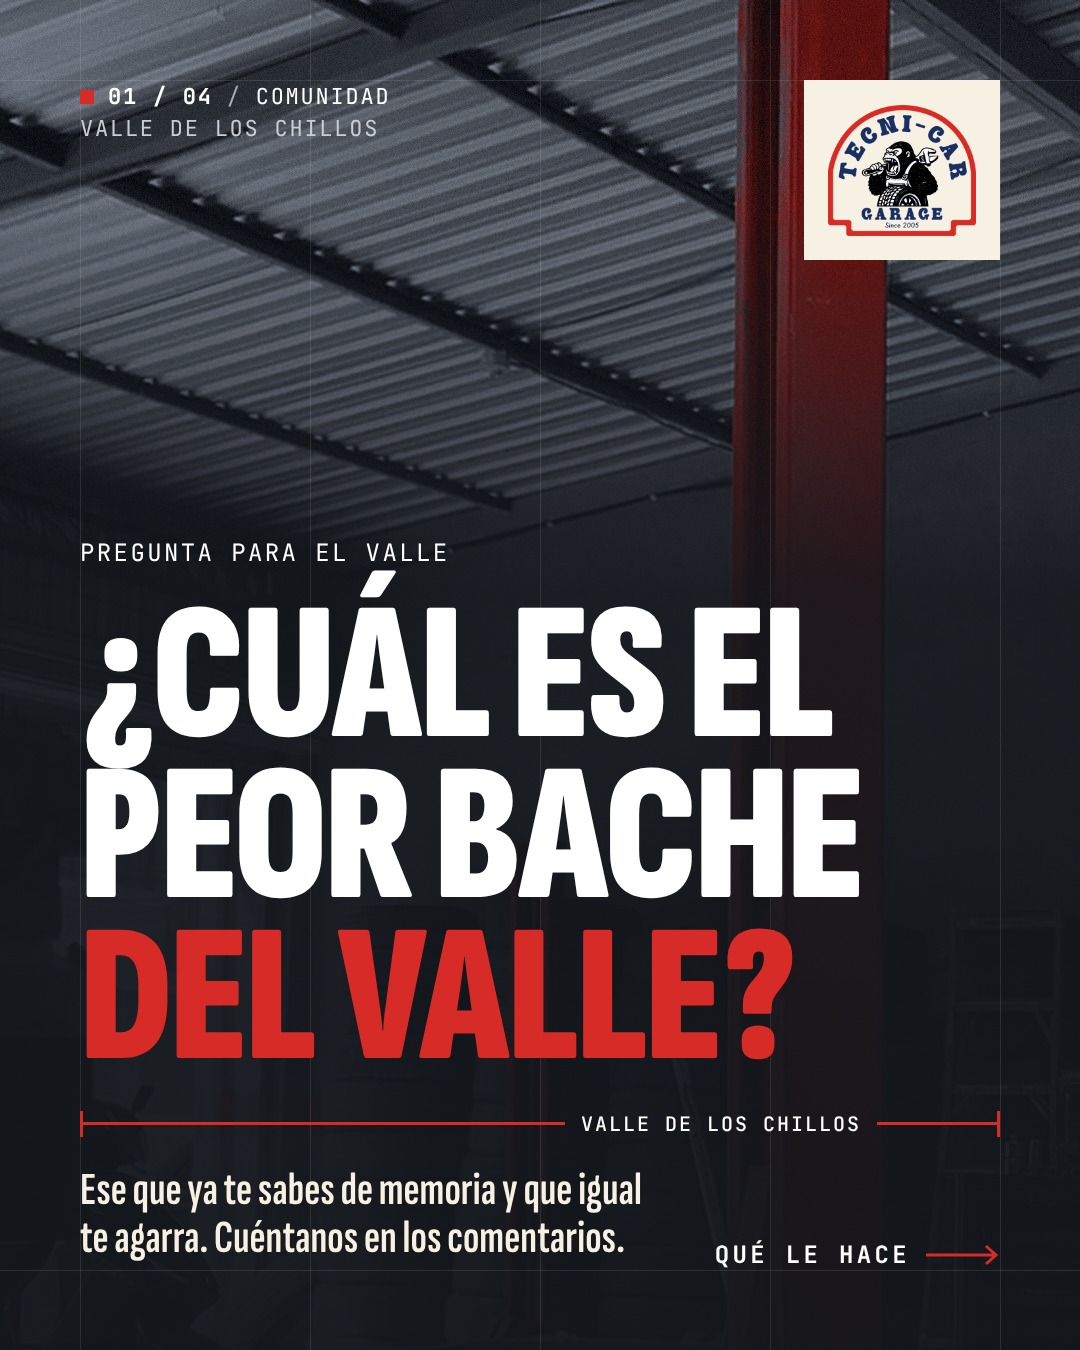 01 / 04 / COMUNIDAD
VALLE DE LOS CHILLOS
TECNI-CAR
GARAGE
Since 2005
PREGUNTA PARA EL VALLE
¿CUÁL ES EL
PEOR BACHE
DEL VALLE?
VALLE DE LOS CHILLOS
Ese que ya te sabes de memoria y que igual
te agarra. Cuéntanos en los comentarios.
QUÉ LE HACE